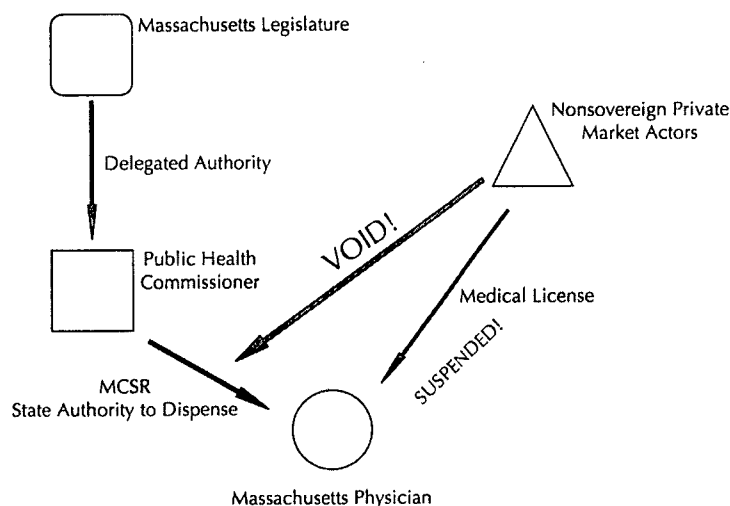 Massachusetts Legislature
Nonsovereign Private
Market Actors
Delegated Authority
VOID!
Public Health
Commissioner
Medical License
SUSPENDED!
MCSR
State Authority to Dispense
Massachusetts Physician